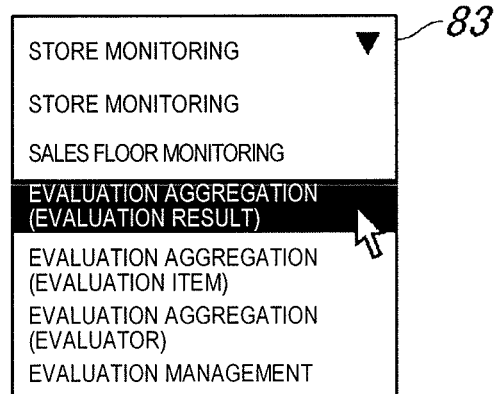 83
STORE MONITORING ▼
STORE MONITORING
SALES FLOOR MONITORING
EVALUATION AGGREGATION
(EVALUATION RESULT)
EVALUATION AGGREGATION
(EVALUATION ITEM)
EVALUATION AGGREGATION
(EVALUATOR)
EVALUATION MANAGEMENT